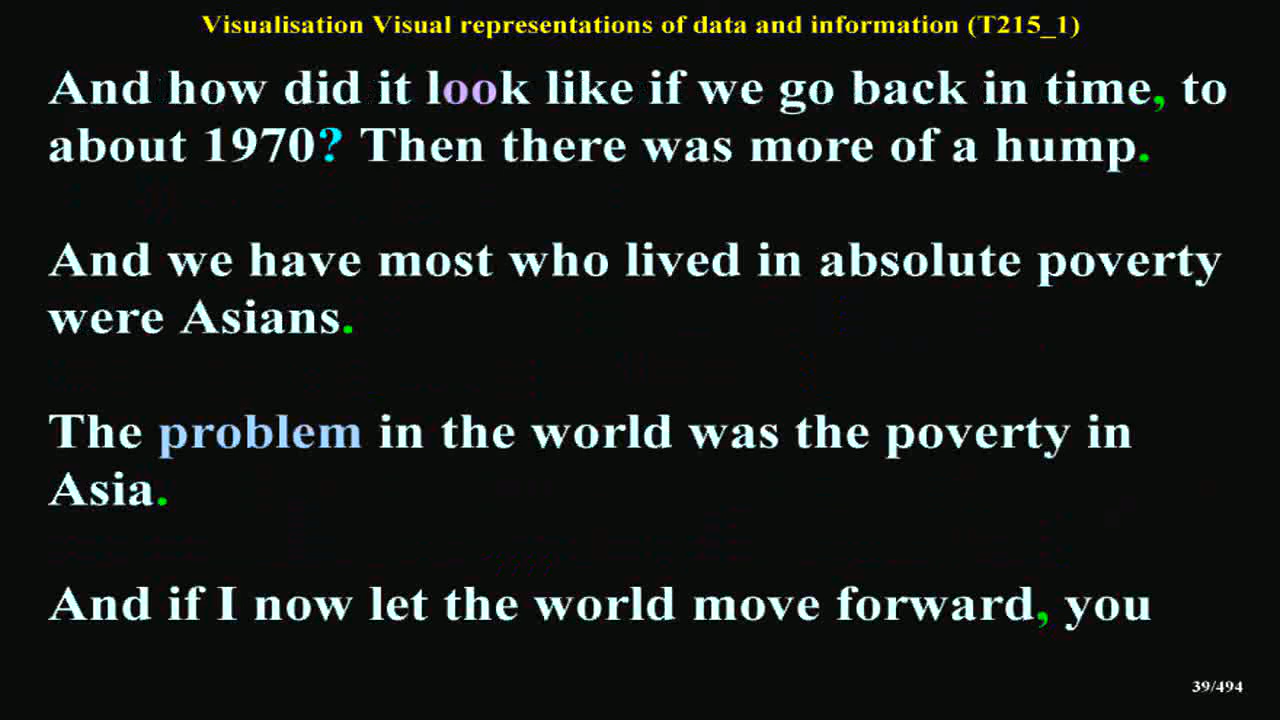 Visualisation Visual representations of data and information (T215_1)
And how did it look like if we go back in time, to
about 1970? Then there was more of a hump.
And we have most who lived in absolute poverty
were Asians.
The problem in the world was the poverty in
Asia.
And if I now let the world move forward, you
39/494